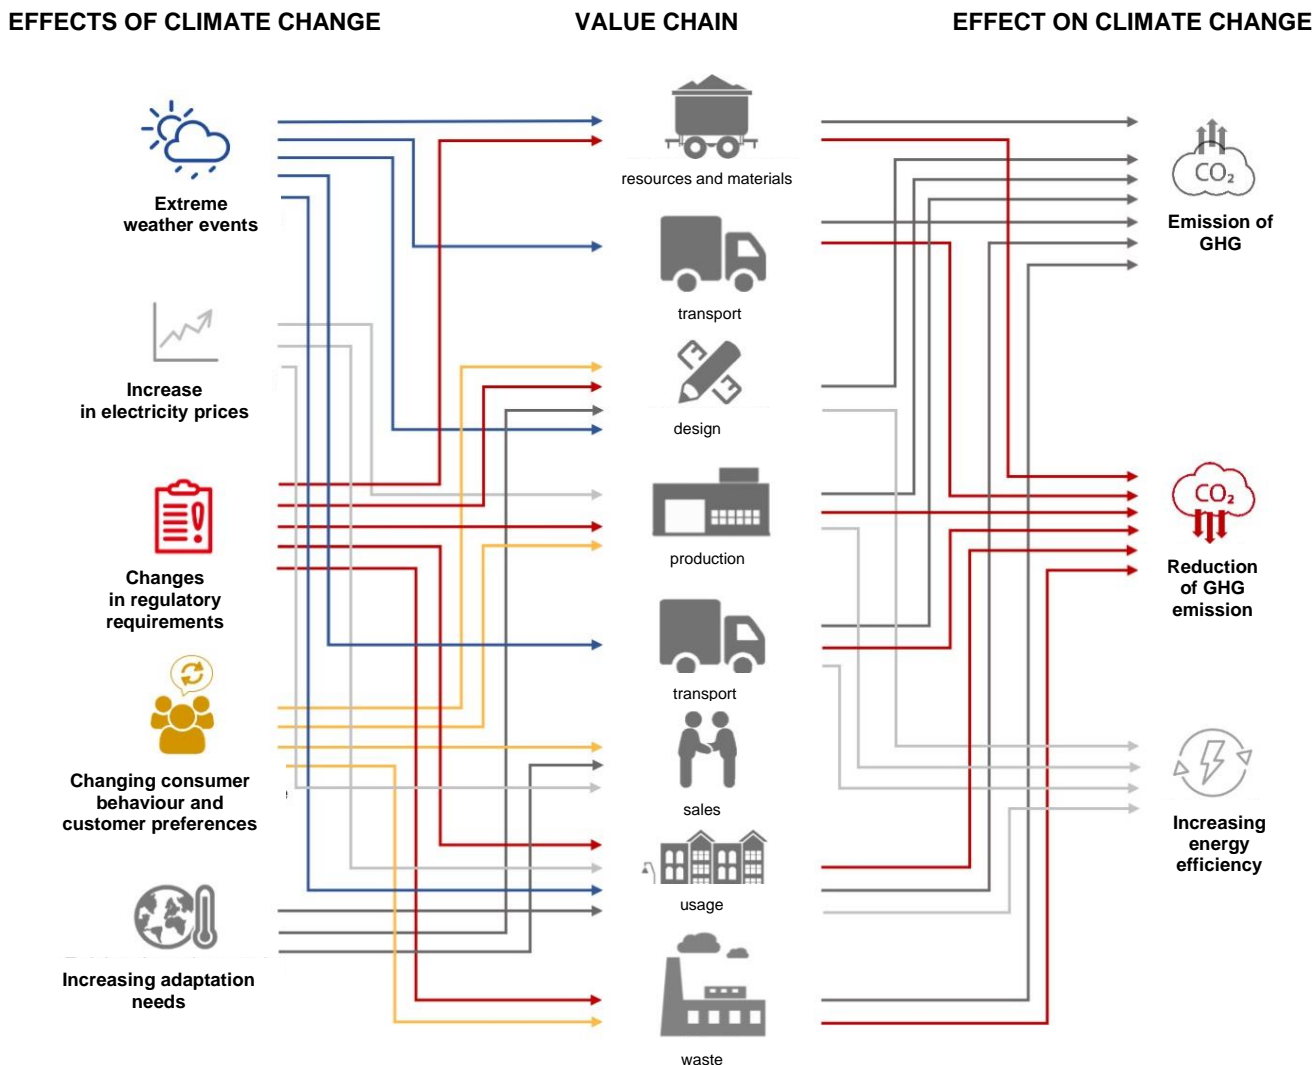 EFFECTS OF CLIMATE CHANGE
VALUE CHAIN
EFFECT ON CLIMATE CHANGE
Extreme
weather events
Increase
in electricity prices
Changes
in regulatory
requirements
Changing consumer
behaviour and
customer preferences
Increasing adaptation
needs
resources and materials
transport
design
production
transport
sales
usage
waste
CO₂
Emission of
GHG
CO₂
Reduction
of GHG
emission
Increasing
energy
efficiency